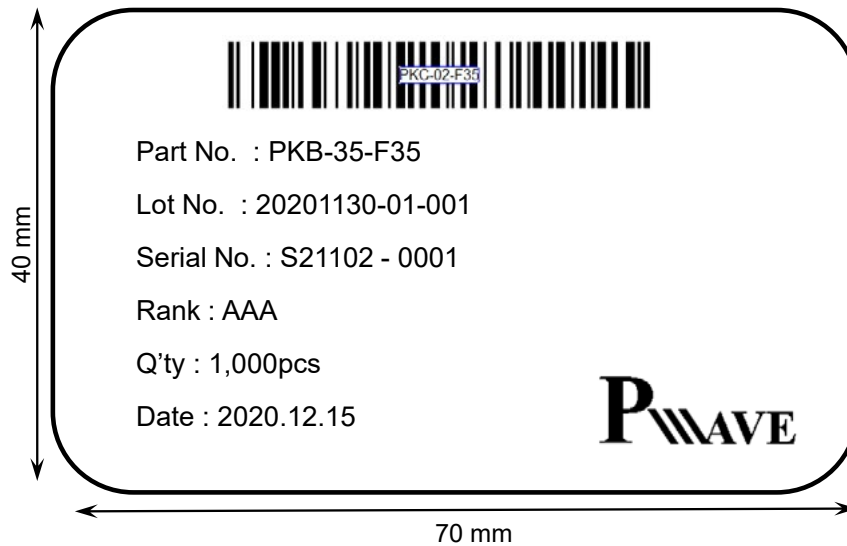 PKC-02-F35
Part No. : PKB-35-F35
Lot No. : 20201130-01-001
Serial No. : S21102 - 0001
Rank : AAA
Q’ty : 1,000pcs
Date : 2020.12.15
PWAVE
40 mm
70 mm